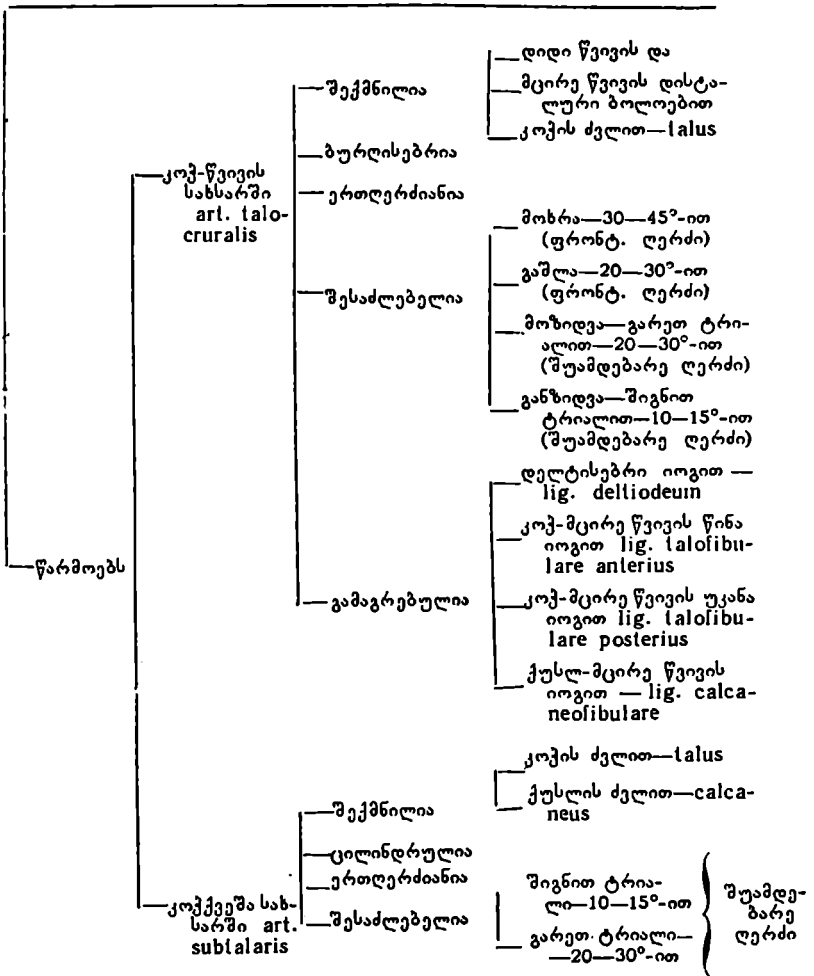 წარმოებს
კოჭ-წვივის
სახსარში
art. talo-
cruralis
შექმნილია
დიდი წვივის და
მცირე წვივის დისტა-
ლური ბოლოებით
კოჭის ძვლით—talus
ბურღისებრია
ერთღერძიანია
შესაძლებელია
მოხრა—30—45°-ით
(ფრონტ. ღერძი)
გაშლა—20—30°-ით
(ფრონტ. ღერძი)
მოზიდვა—გარეთ ტრი-
ალით—20—30°-ით
(შუამდებარე ღერძი)
განზიდვა—შიგნით
ტრიალით—10—15°-ით
(შუამდებარე ღერძი)
გამაგრებულია
დელტისებრი იოგით —
lig. deltiodeum
კოჭ-მცირე წვივის წინა
იოგით lig. talofibu-
lare anterius
კოჭ-მცირე წვივის უკანა
იოგით lig. talofibu-
lare posterius
ქუსლ-მცირე წვივის
იოგით — lig. calca-
neofibulare
კოჭქვეშა სახ-
სარში art.
subtalaris
შექმნილია
კოჭის ძვლით—talus
ქუსლის ძვლით—calca-
neus
ცილინდრულია
ერთღერძიანია
შესაძლებელია
შიგნით ტრია-
ლი—10—15°-ით
გარეთ. ტრიალი—
—20—30°-ით
შუამდე-
ბარე
ღერძი